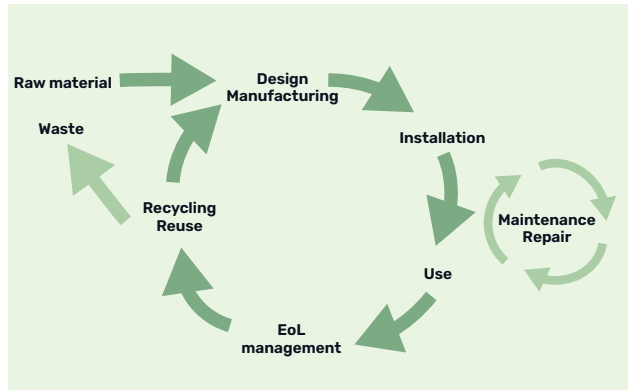 Raw material
Design
Manufacturing
Waste
Installation
Recycling
Reuse
Maintenance
Repair
Use
EoL
management